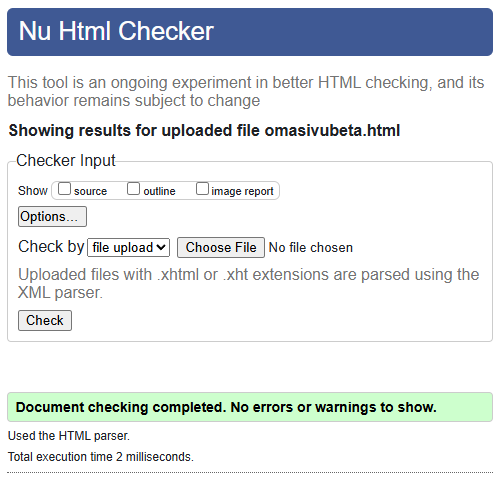 Nu Html Checker
This tool is an ongoing experiment in better HTML checking, and its
behavior remains subject to change
Showing results for uploaded file omasivubeta.html
Checker Input
Show source outline image report
Options...
Check by file upload Choose File No file chosen
Uploaded files with .xhtml or .xht extensions are parsed using the
XML parser.
Check
Document checking completed. No errors or warnings to show.
Used the HTML parser.
Total execution time 2 milliseconds.